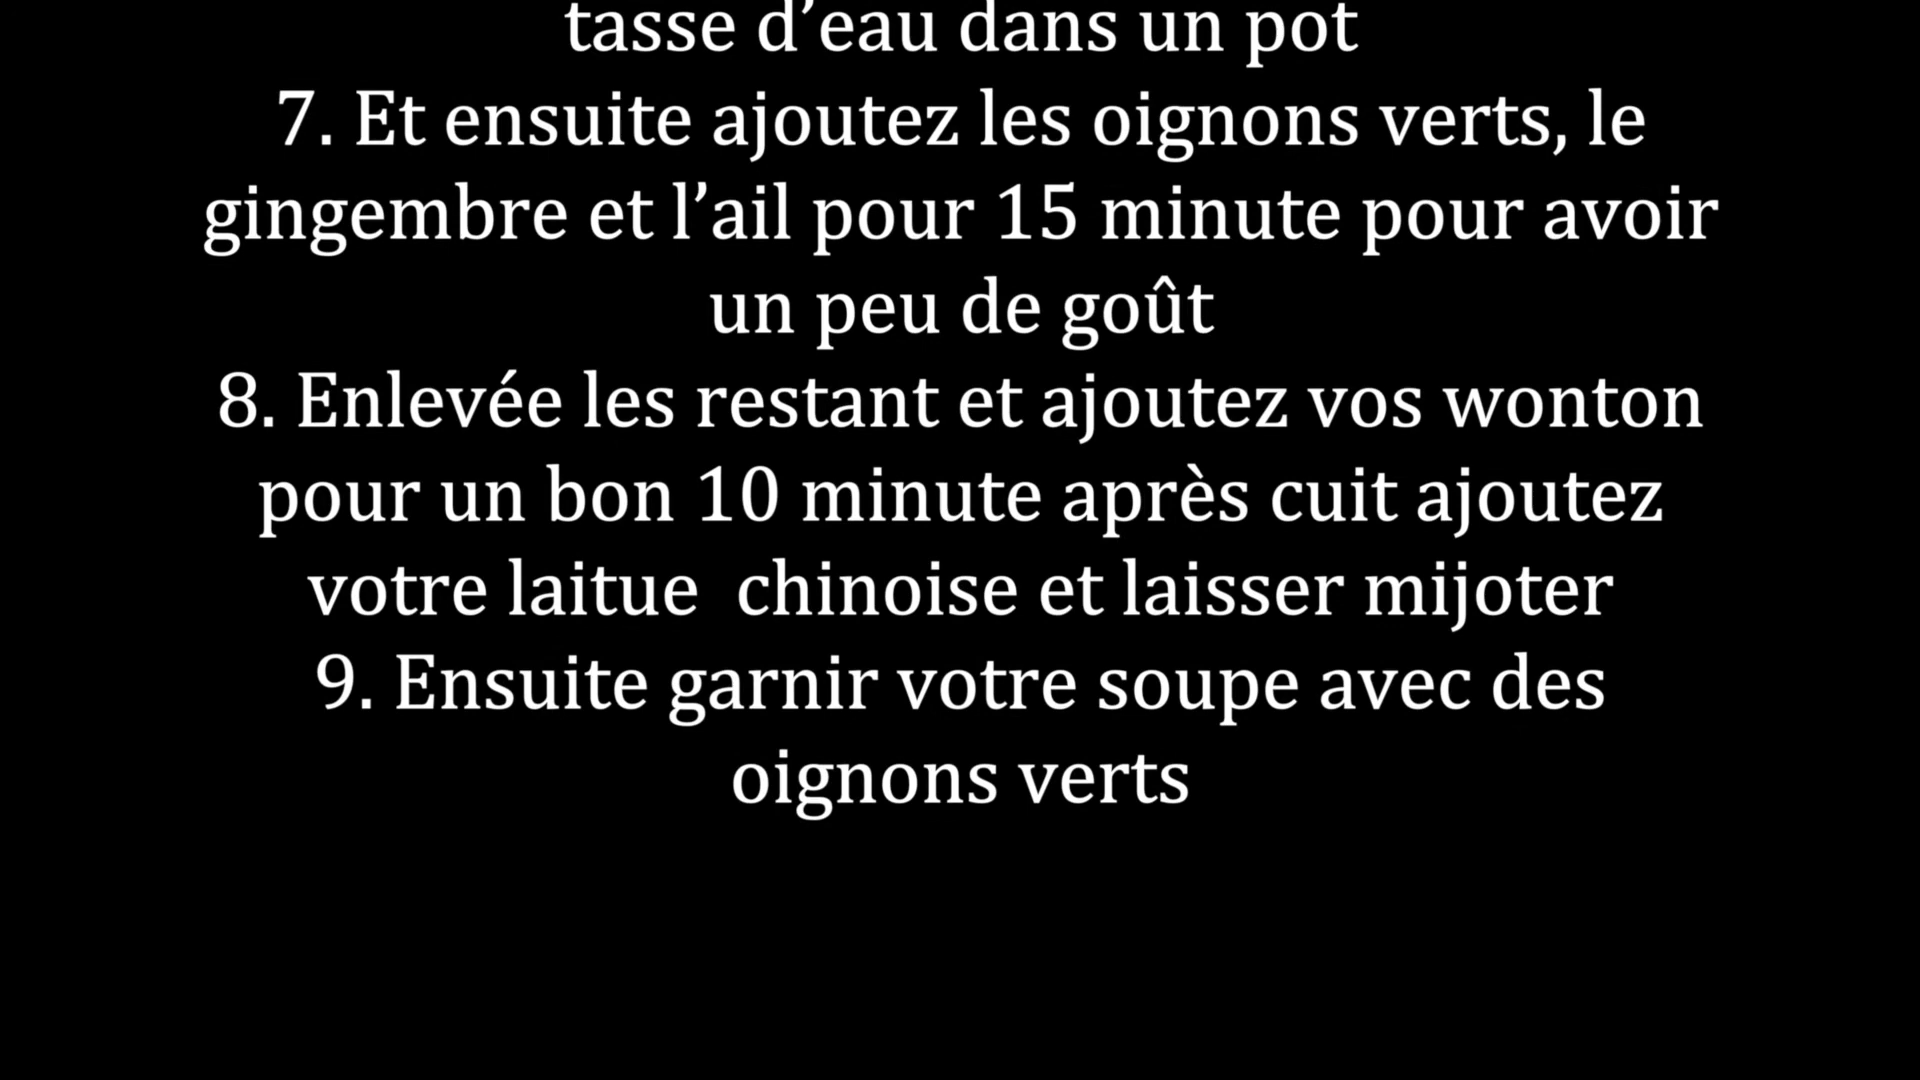 tasse d’eau dans un pot
7. Et ensuite ajoutez les oignons verts, le
gingembre et l’ail pour 15 minute pour avoir
un peu de goût
8. Enlevée les restant et ajoutez vos wonton
pour un bon 10 minute après cuit ajoutez
votre laitue  chinoise et laisser mijoter
9. Ensuite garnir votre soupe avec des
oignons verts